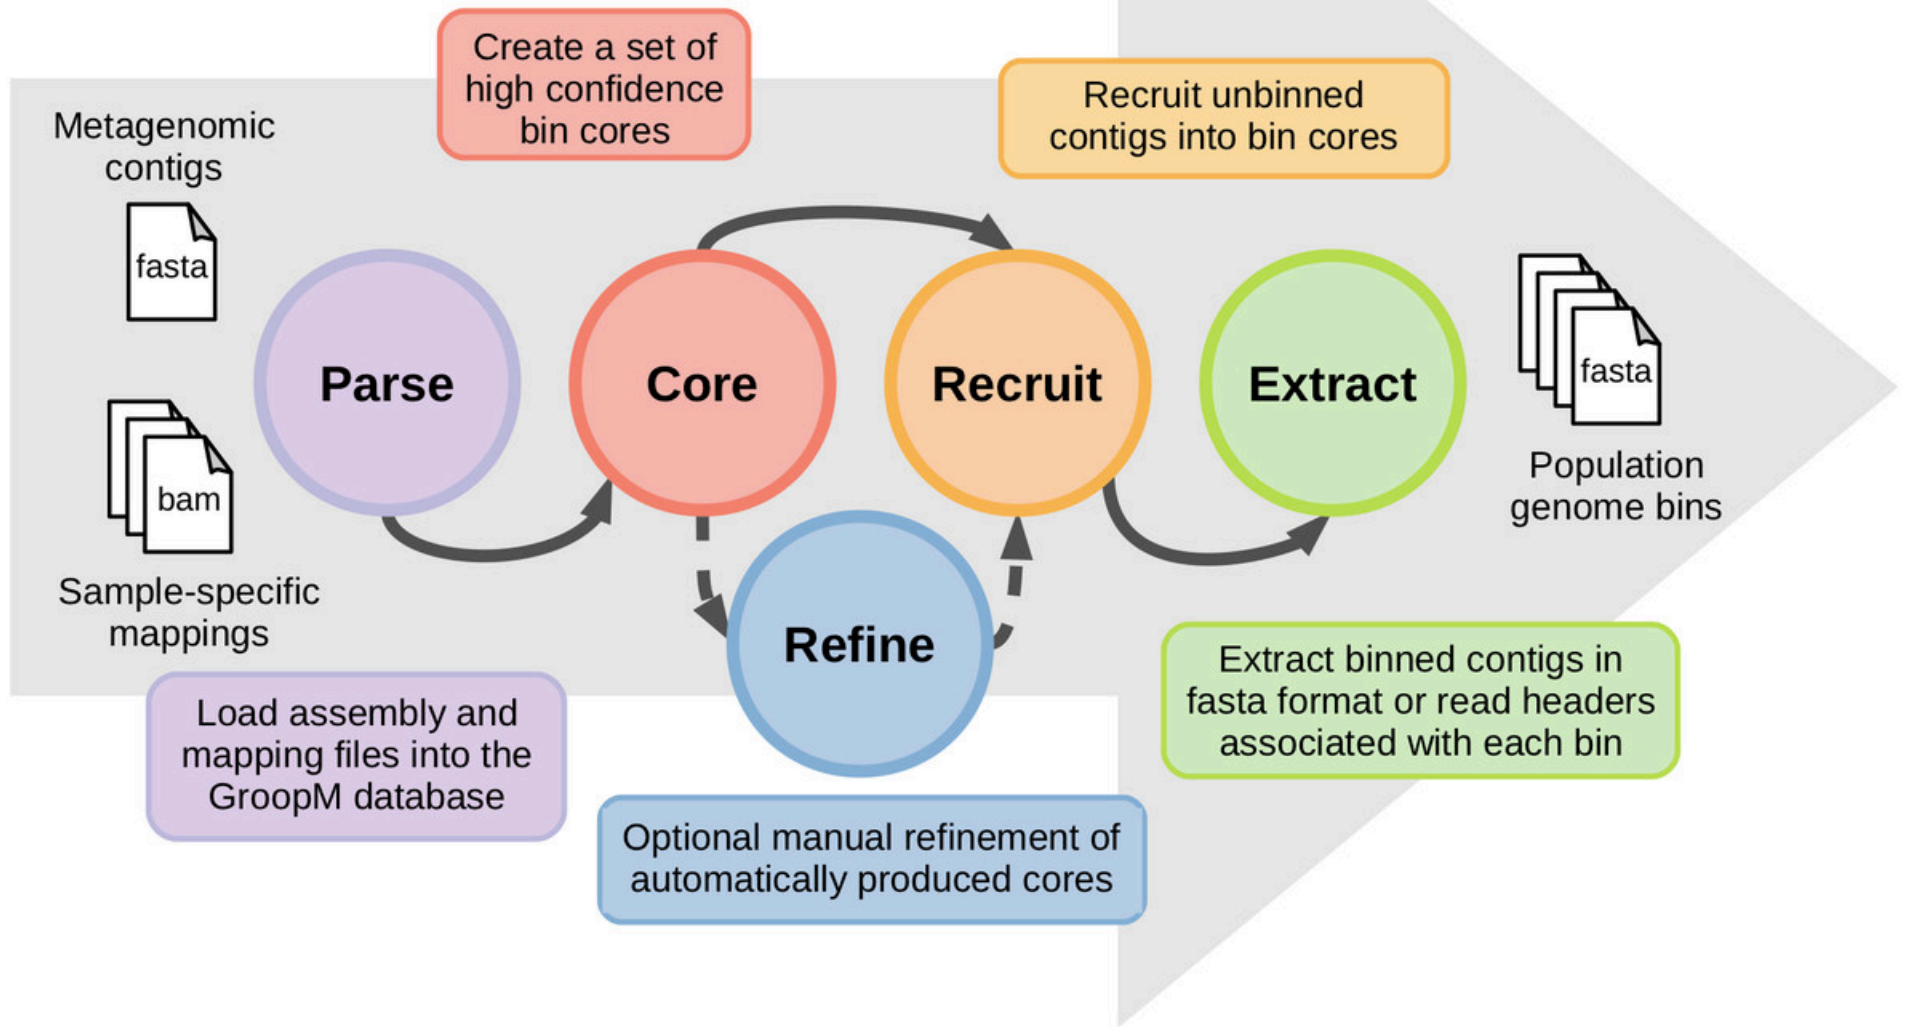 Create a set of
high confidence
bin cores
Recruit unbinned
contigs into bin cores
Metagenomic
contigs
fasta
Parse
Core
Recruit
Extract
fasta
bam
Population
genome bins
Sample-specific
mappings
Refine
Load assembly and
mapping files into the
GroopM database
Extract binned contigs in
fasta format or read headers
associated with each bin
Optional manual refinement of
automatically produced cores